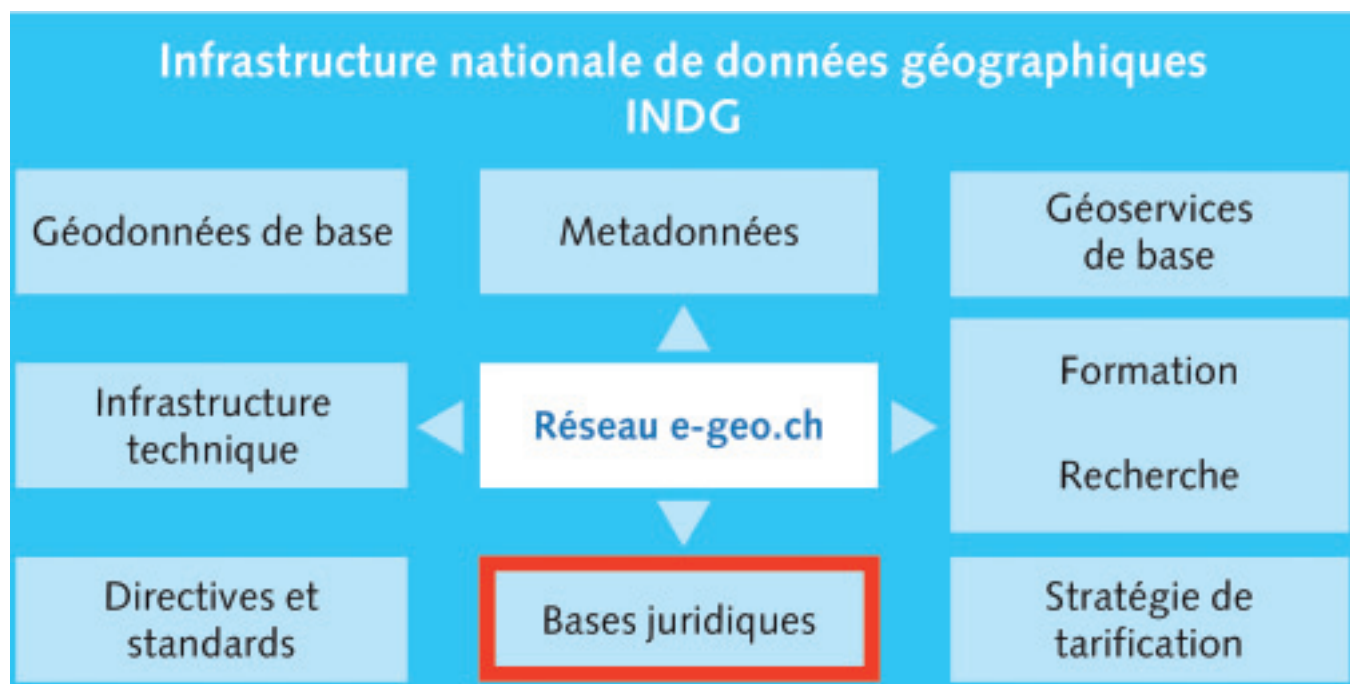 Infrastructure nationale de données géographiques
INDG
Géodonnées de base
Metadonnées
Géoservices
de base
Infrastructure
technique
Réseau e-geo.ch
Formation
Recherche
Directives et
standards
Bases juridiques
Stratégie de
tarification